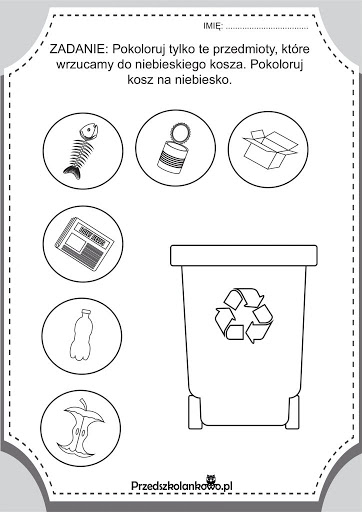 IMIĘ: ..................................
ZADANIE: Pokoloruj tylko te przedmioty, które
wrzucamy do niebieskiego kosza. Pokoloruj
kosz na niebiesko.
Przedszkolankowo.pl